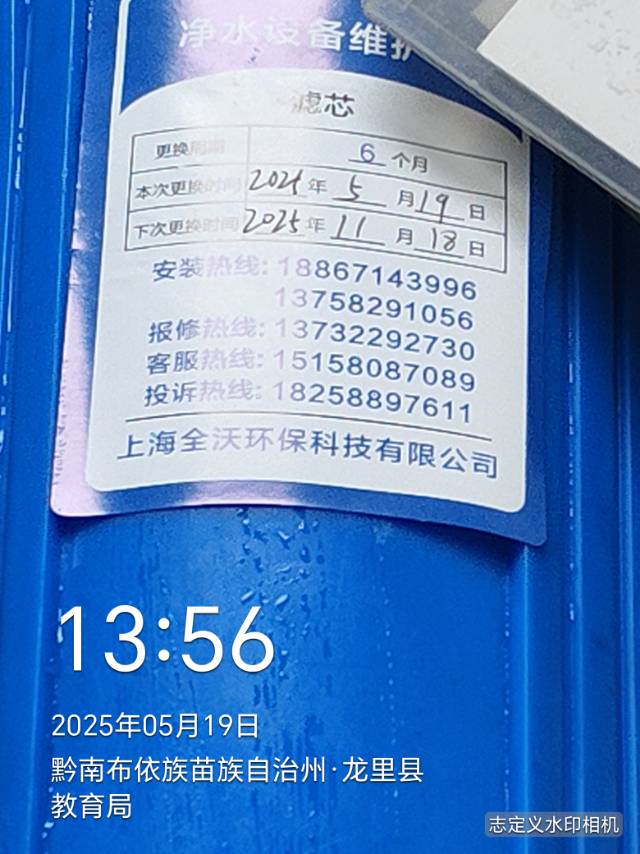 净水设备维护
滤芯
更换周期 6 个月
本次更换时间 2025 年 5 月 19 日
下次更换时间 2025 年 11 月 18 日
安装热线: 18867143996
13758291056
报修热线: 13732292730
客服热线: 15158087089
投诉热线: 18258897611
上海全沃环保科技有限公司
13:56
2025年05月19日
黔南布依族苗族自治州·龙里县
教育局
志定义水印相机